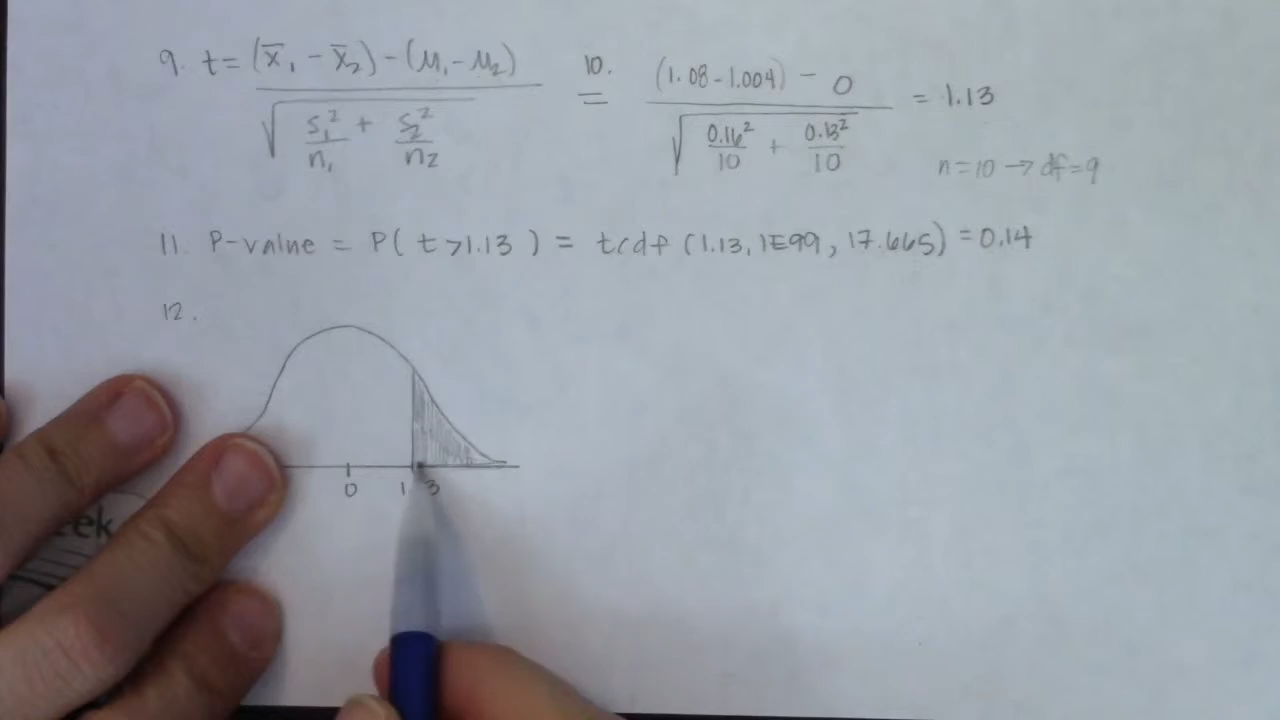 9. t = (x̄₁ - x̄₂) - (μ₁ - μ₂) / √(s₁²/n₁ + s₂²/n₂)
10. = (1.08 - 1.004) - 0 / √(0.16²/10 + 0.13²/10) = 1.13
n = 10 → df = 9
11. P-value = P( t > 1.13 ) = tcdf (1.13, 1E99, 17.665) = 0.14
12.
0 1 3
eek